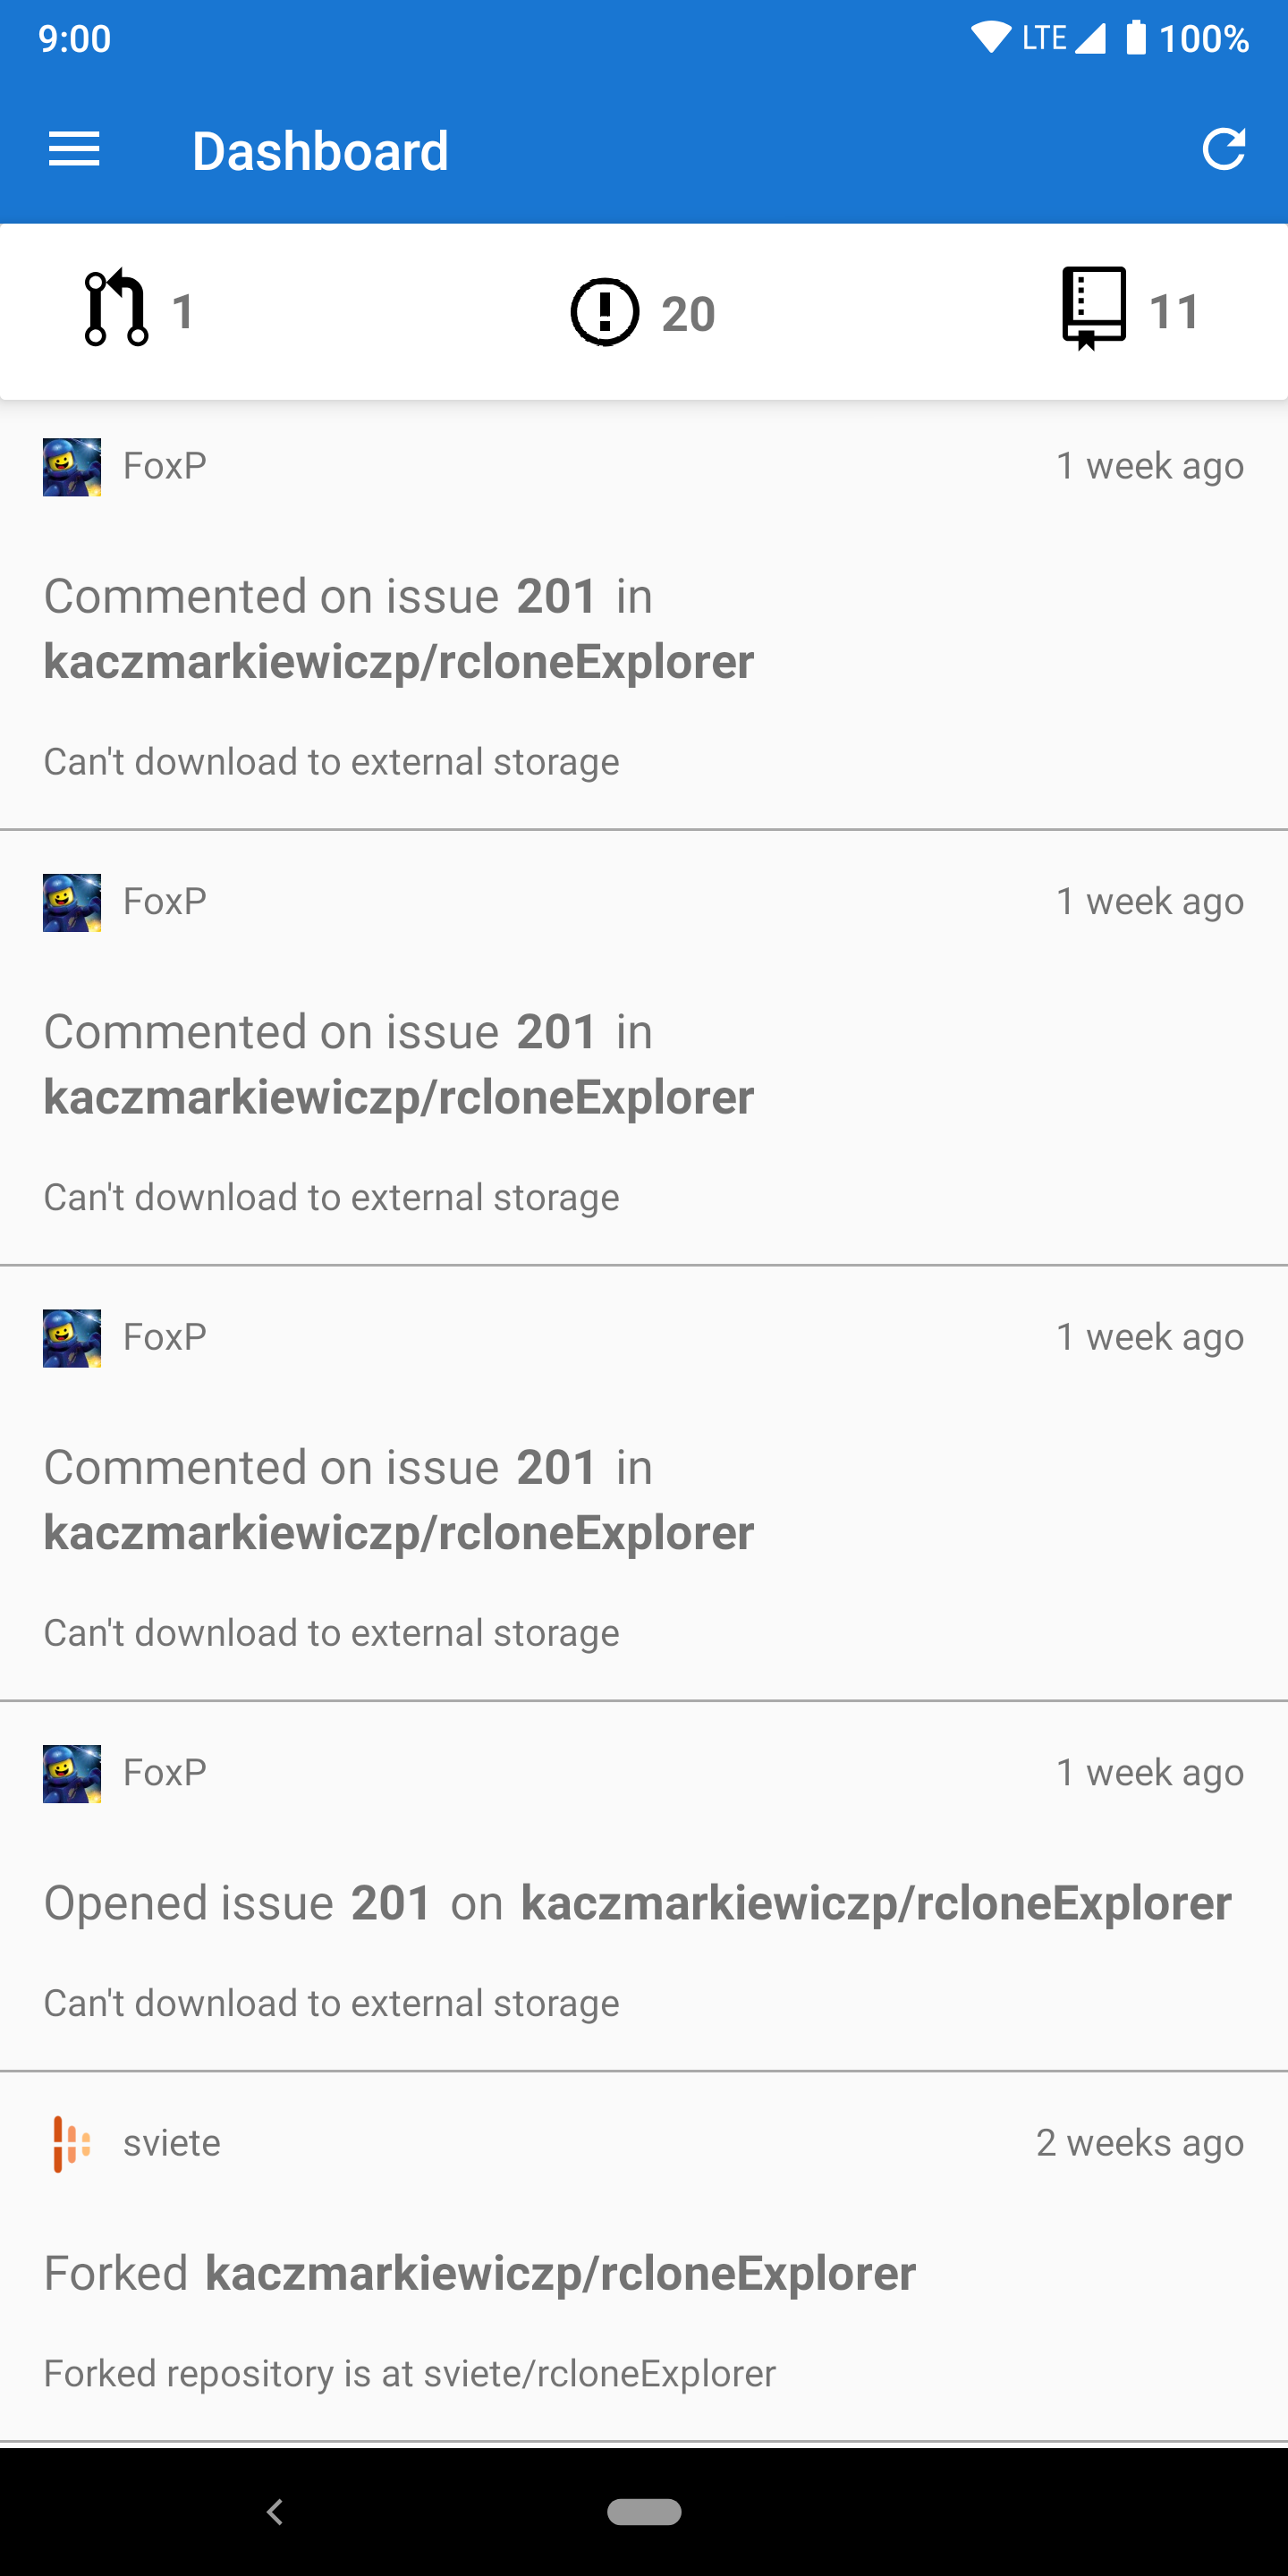 9:00 LTE 100%
Dashboard
1 20 11
FoxP 1 week ago
Commented on issue 201 in
kaczmarkiewiczp/rcloneExplorer
Can't download to external storage
FoxP 1 week ago
Commented on issue 201 in
kaczmarkiewiczp/rcloneExplorer
Can't download to external storage
FoxP 1 week ago
Commented on issue 201 in
kaczmarkiewiczp/rcloneExplorer
Can't download to external storage
FoxP 1 week ago
Opened issue 201 on kaczmarkiewiczp/rcloneExplorer
Can't download to external storage
sviete 2 weeks ago
Forked kaczmarkiewiczp/rcloneExplorer
Forked repository is at sviete/rcloneExplorer